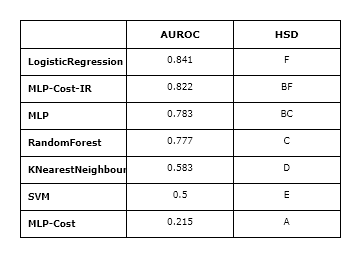 AUROC HSD
LogisticRegression 0.841 F
MLP-Cost-IR 0.822 BF
MLP 0.783 BC
RandomForest 0.777 C
KNearestNeighbour 0.583 D
SVM 0.5 E
MLP-Cost 0.215 A